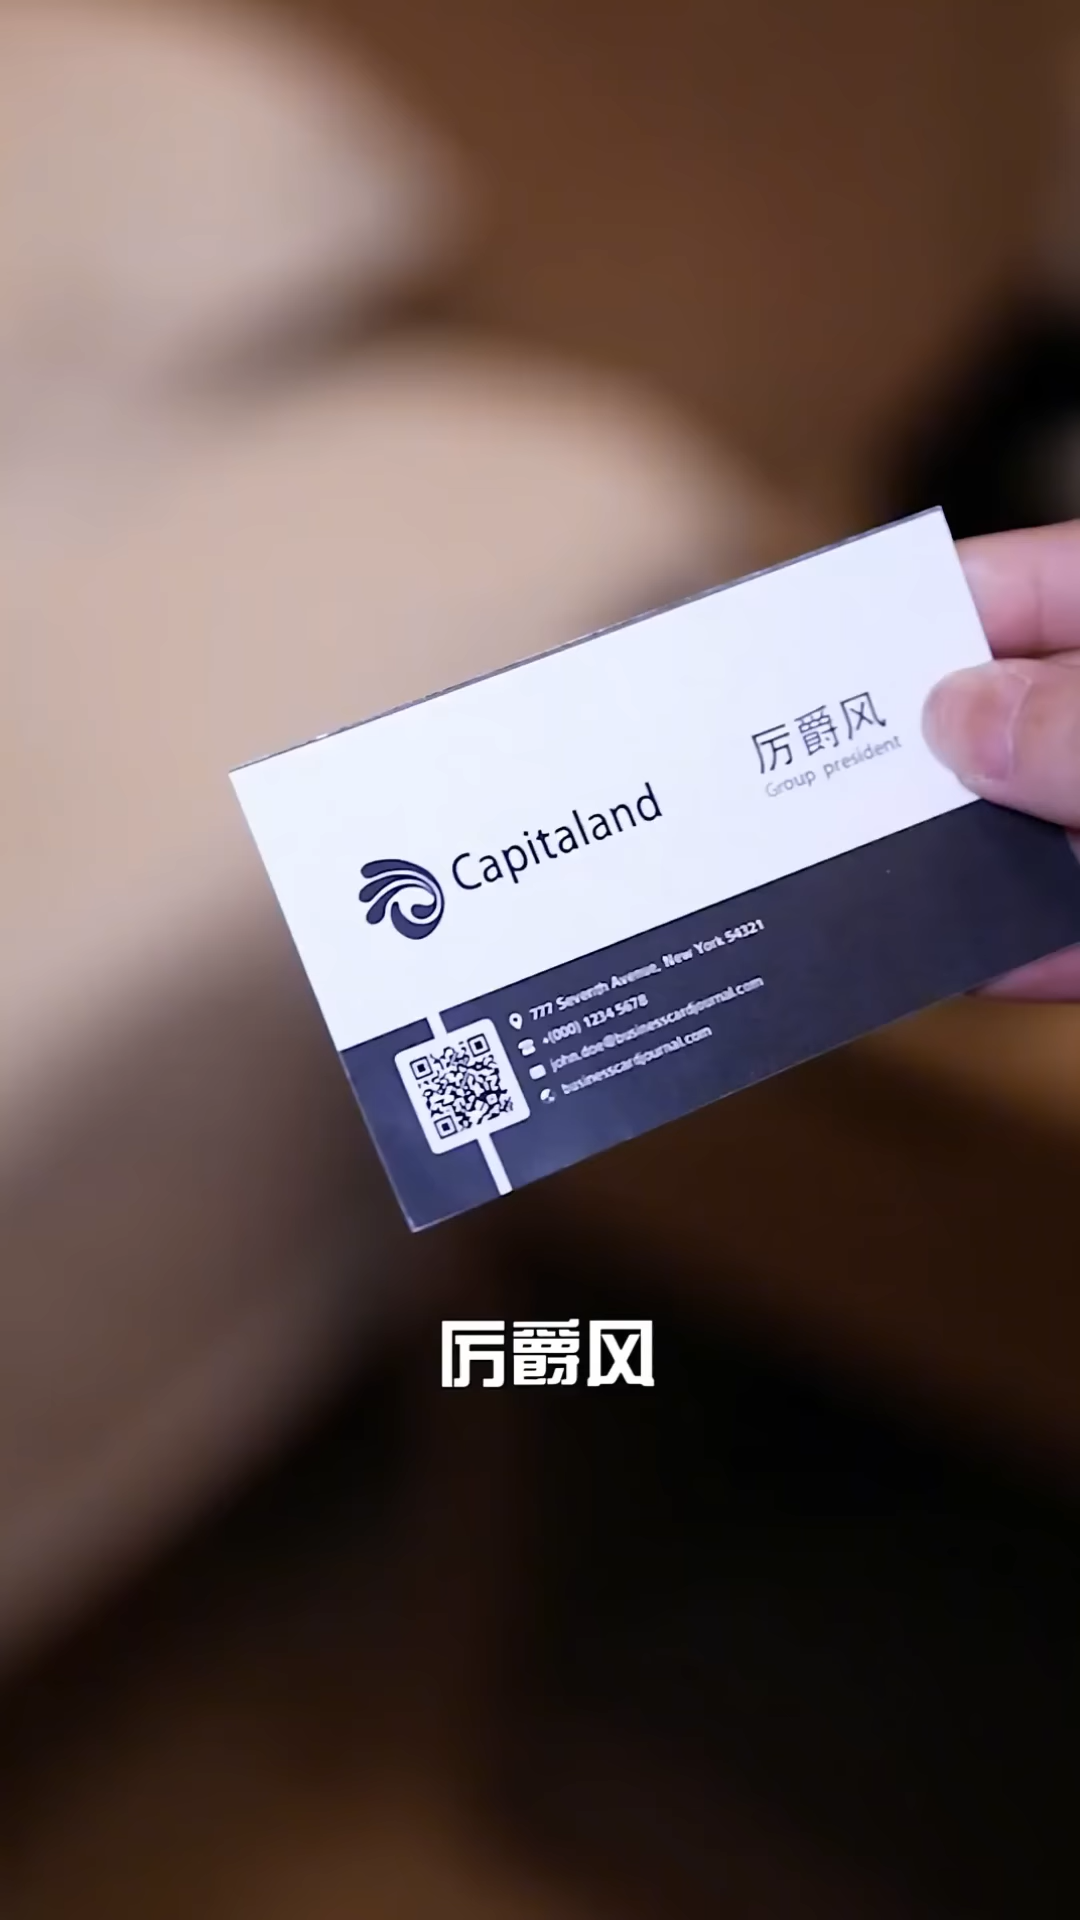 厉爵风
Group president
Capitaland
777 Seventh Avenue, New York 54321
+(000) 1234 5678
john.doe@businesscardjournal.com
businesscardjournal.com
厉爵风